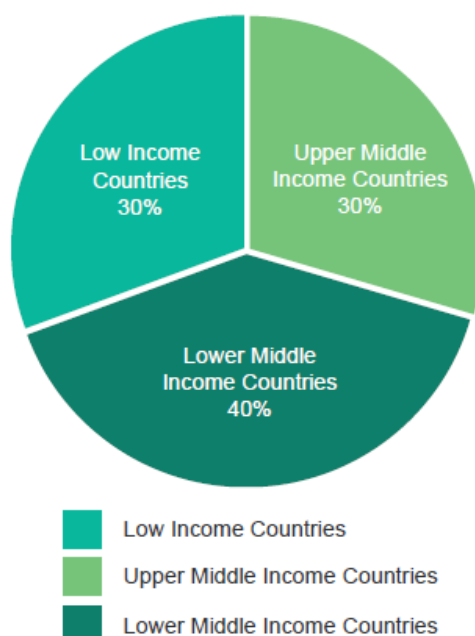 Low Income
Countries
30%
Upper Middle
Income Countries
30%
Lower Middle
Income Countries
40%
Low Income Countries
Upper Middle Income Countries
Lower Middle Income Countries